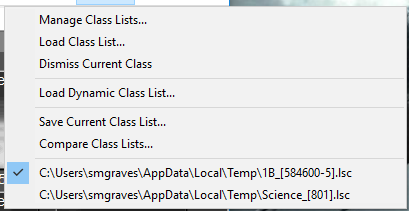 Manage Class Lists...
Load Class List...
Dismiss Current Class
Load Dynamic Class List...
Save Current Class List...
Compare Class Lists...
C:\Users\smgraves\AppData\Local\Temp\1B_[584600-5].lsc
C:\Users\smgraves\AppData\Local\Temp\Science_[801].lsc